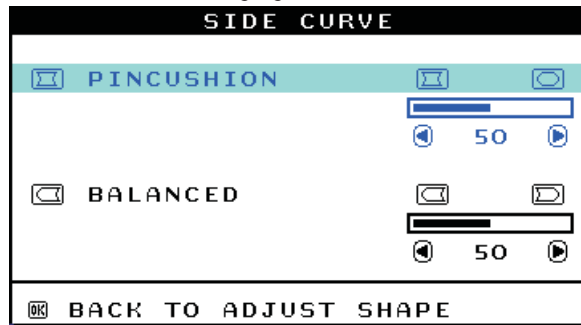 SIDE CURVE
PINCUSHION
50
BALANCED
50
OK BACK TO ADJUST SHAPE